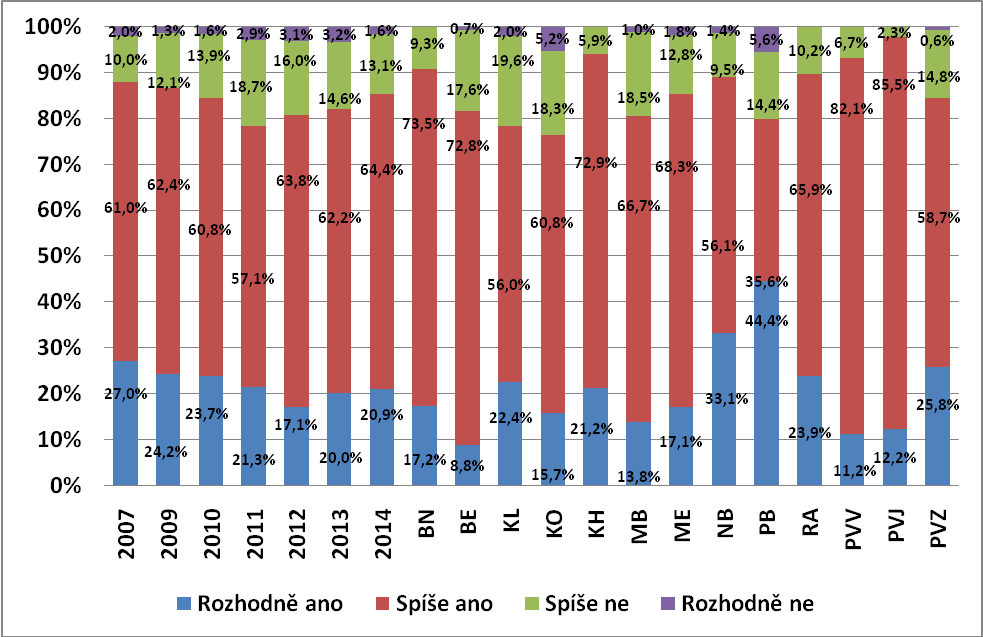 100%
90%
80%
70%
60%
50%
40%
30%
20%
10%
0%
2,0% 1,3% 1,6% 2,9% 3,1% 3,2% 1,6% 9,3% 0,7% 2,0% 5,2% 5,9% 1,0% 1,8% 1,4% 5,6% 10,2% 6,7% 2,3% 0,6%
10,0% 12,1% 13,9% 18,7% 16,0% 14,6% 13,1% 73,5% 17,6% 19,6% 18,3% 72,9% 18,5% 12,8% 9,5% 14,4% 65,9% 82,1% 85,5% 14,8%
61,0% 62,4% 60,8% 57,1% 63,8% 62,2% 64,4% 17,2% 72,8% 56,0% 60,8% 21,2% 66,7% 68,3% 56,1% 35,6% 23,9% 11,2% 12,2% 58,7%
27,0% 24,2% 23,7% 21,3% 17,1% 20,0% 20,9% 8,8% 22,4% 15,7% 13,8% 17,1% 33,1% 44,4% 25,8%
2007 2009 2010 2011 2012 2013 2014 BN BE KL KO KH MB ME NB PB RA PVV PVJ PVZ
Rozhodně ano Spíše ano Spíše ne Rozhodně ne